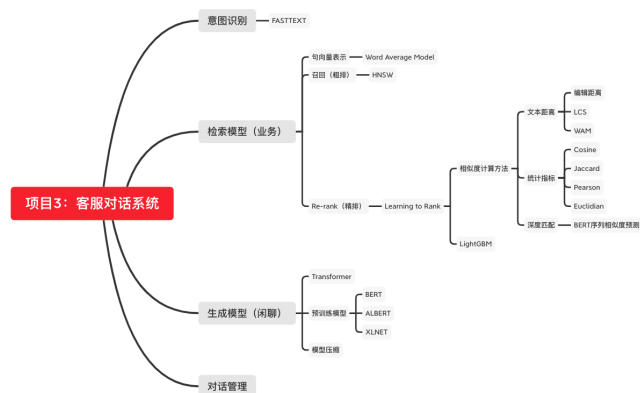 项目3：客服对话系统
意图识别
FASTTEXT
检索模型（业务）
句向量表示
Word Average Model
召回（粗排）
HNSW
Re-rank（精排）
Learning to Rank
相似度计算方法
文本距离
编辑距离
LCS
WAM
统计指标
Cosine
Jaccard
Pearson
Euclidian
深度匹配
BERT序列相似度预测
LightGBM
生成模型（闲聊）
Transformer
预训练模型
BERT
ALBERT
XLNET
模型压缩
对话管理